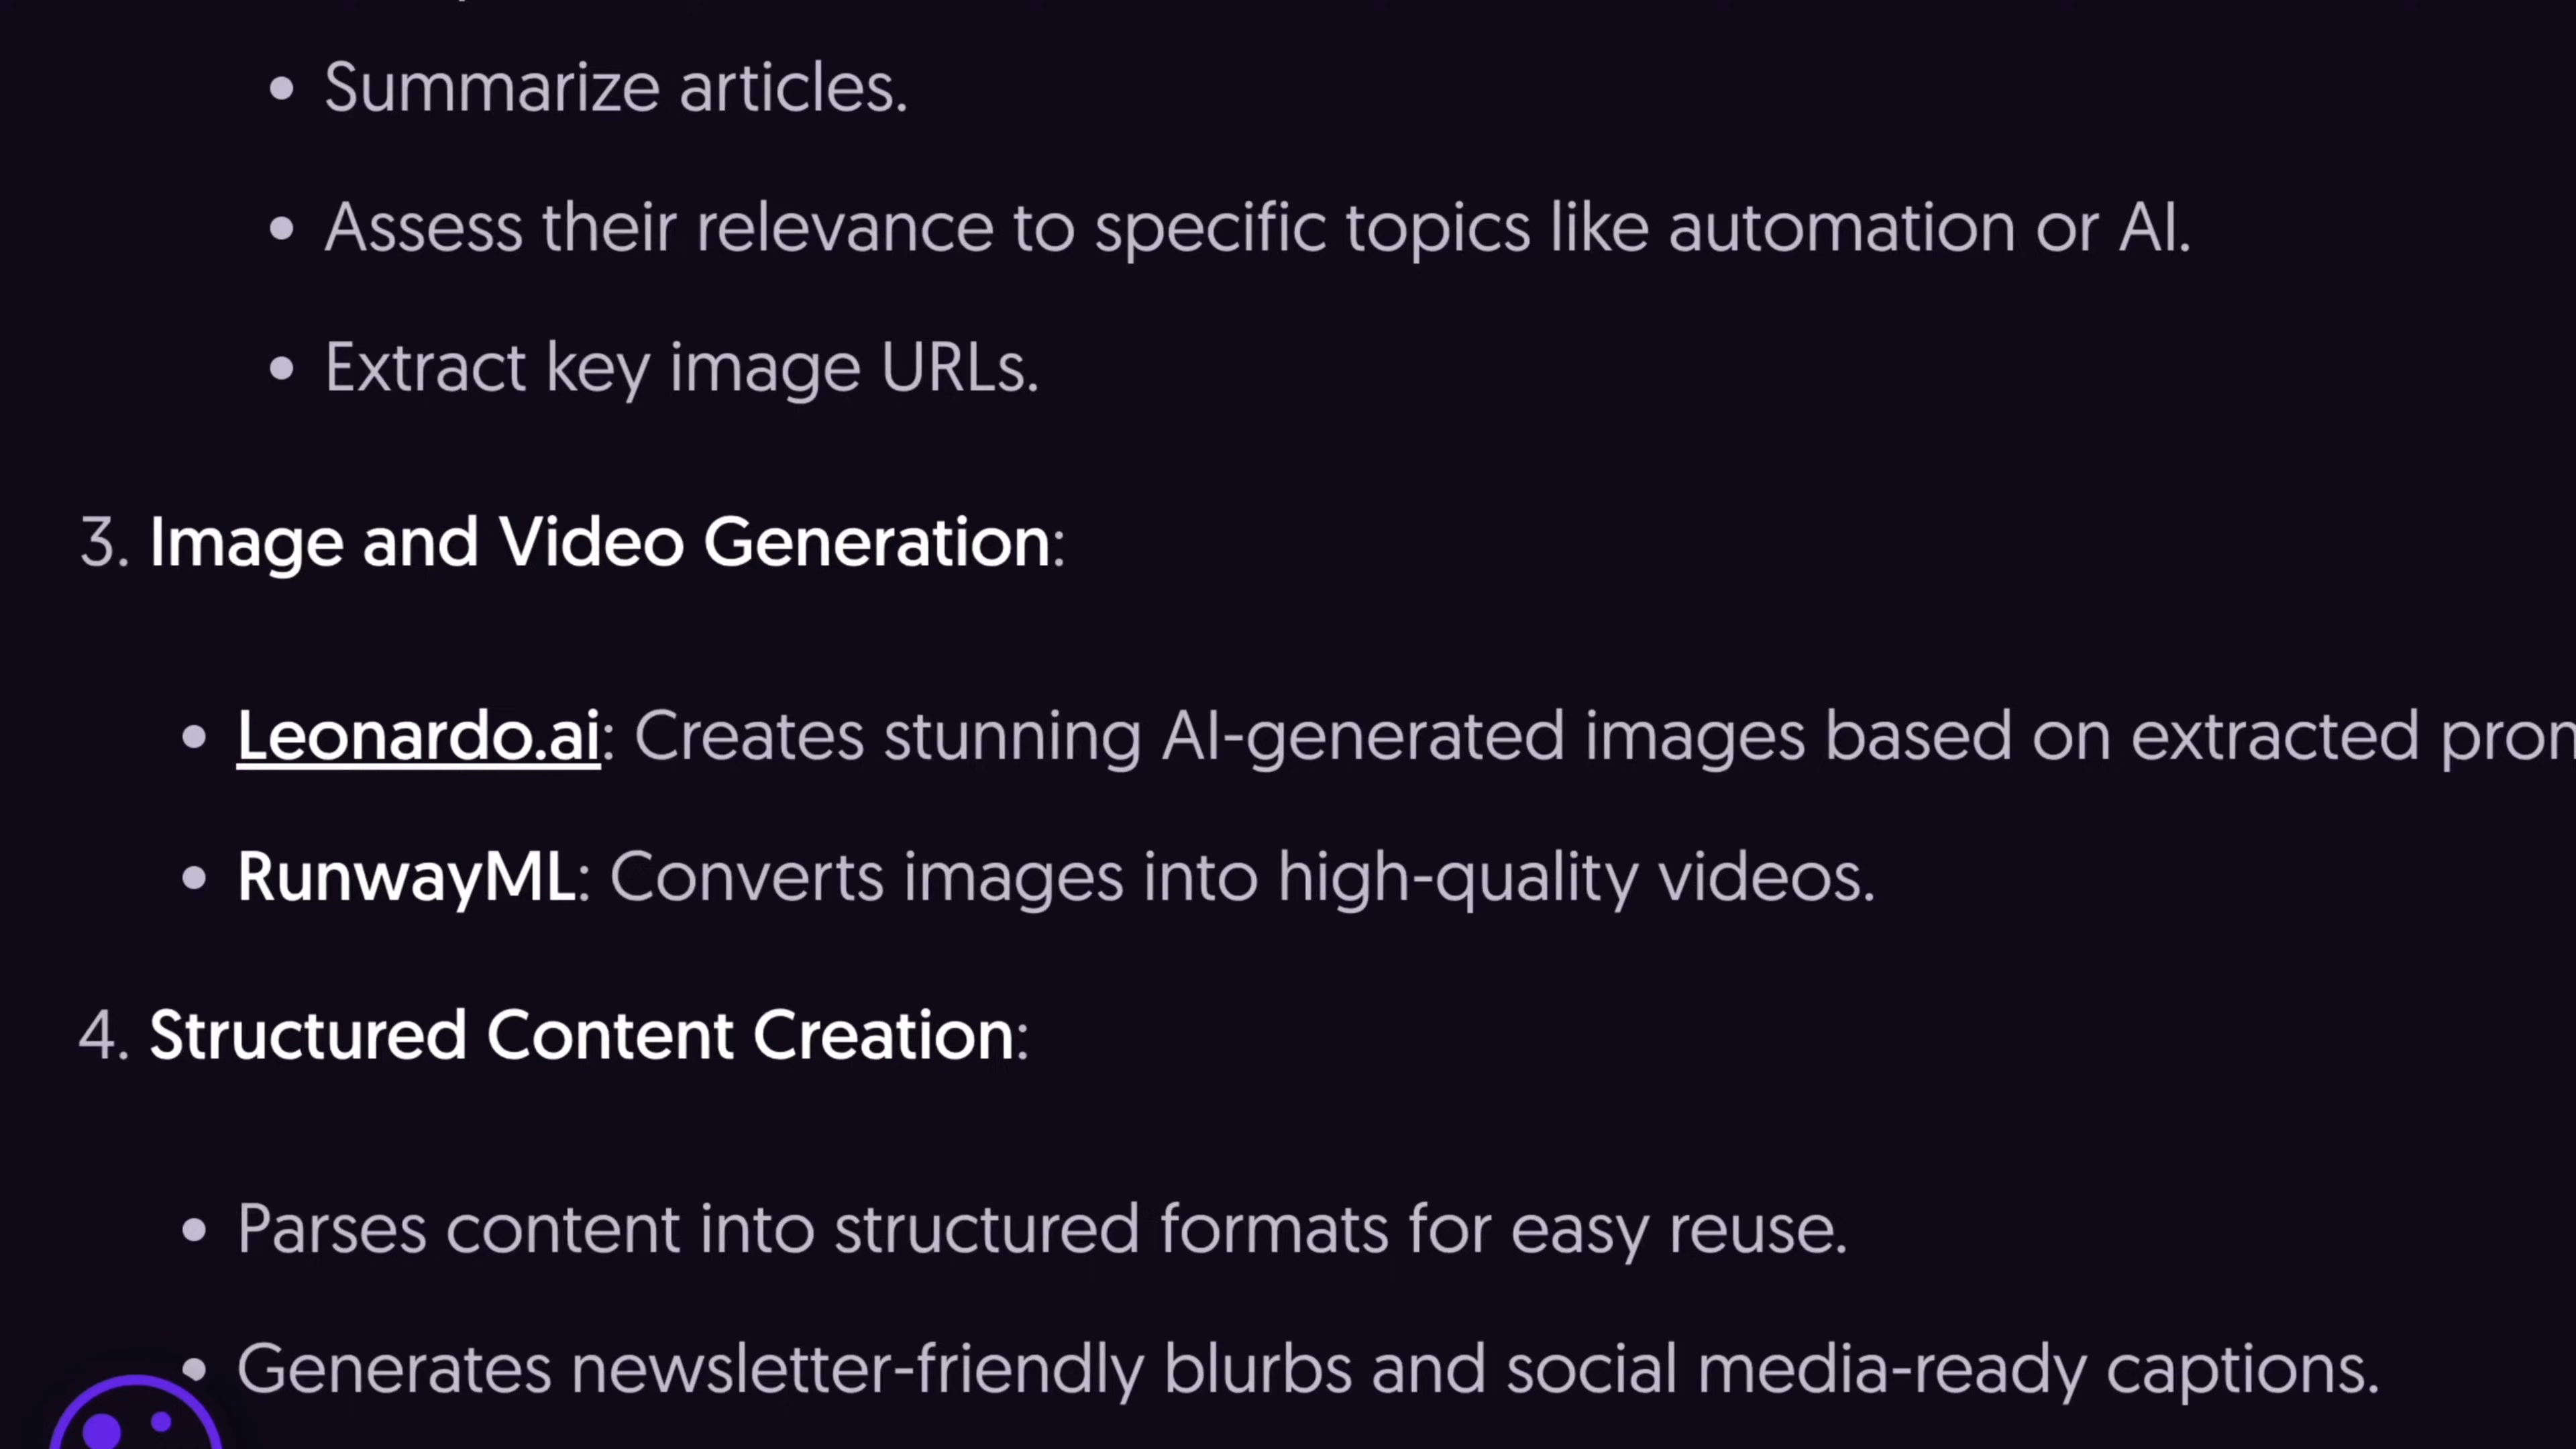 • Summarize articles.
• Assess their relevance to specific topics like automation or AI.
• Extract key image URLs.
3. Image and Video Generation:
• Leonardo.ai: Creates stunning AI-generated images based on extracted
• RunwayML: Converts images into high-quality videos.
4. Structured Content Creation:
• Parses content into structured formats for easy reuse.
• Generates newsletter-friendly blurbs and social media-ready captions.